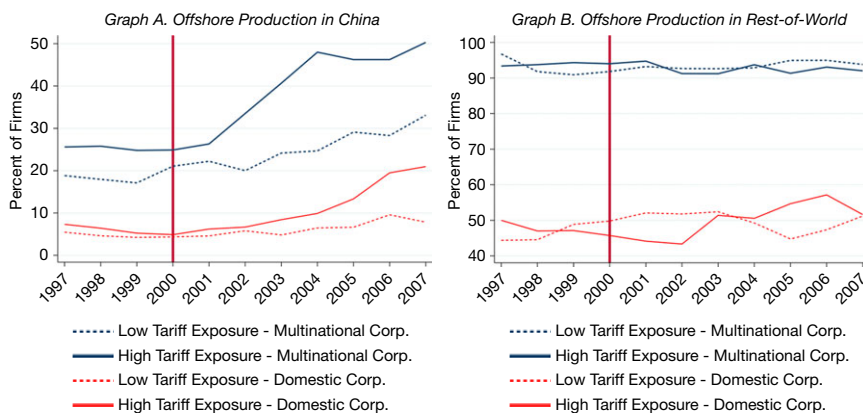 Graph A. Offshore Production in China
Percent of Firms
50
40
30
20
10
0
1997
1998
1999
2000
2001
2002
2003
2004
2005
2006
2007
Low Tariff Exposure - Multinational Corp.
High Tariff Exposure - Multinational Corp.
Low Tariff Exposure - Domestic Corp.
High Tariff Exposure - Domestic Corp.
Graph B. Offshore Production in Rest-of-World
Percent of Firms
100
90
80
70
60
50
40
1997
1998
1999
2000
2001
2002
2003
2004
2005
2006
2007
Low Tariff Exposure - Multinational Corp.
High Tariff Exposure - Multinational Corp.
Low Tariff Exposure - Domestic Corp.
High Tariff Exposure - Domestic Corp.